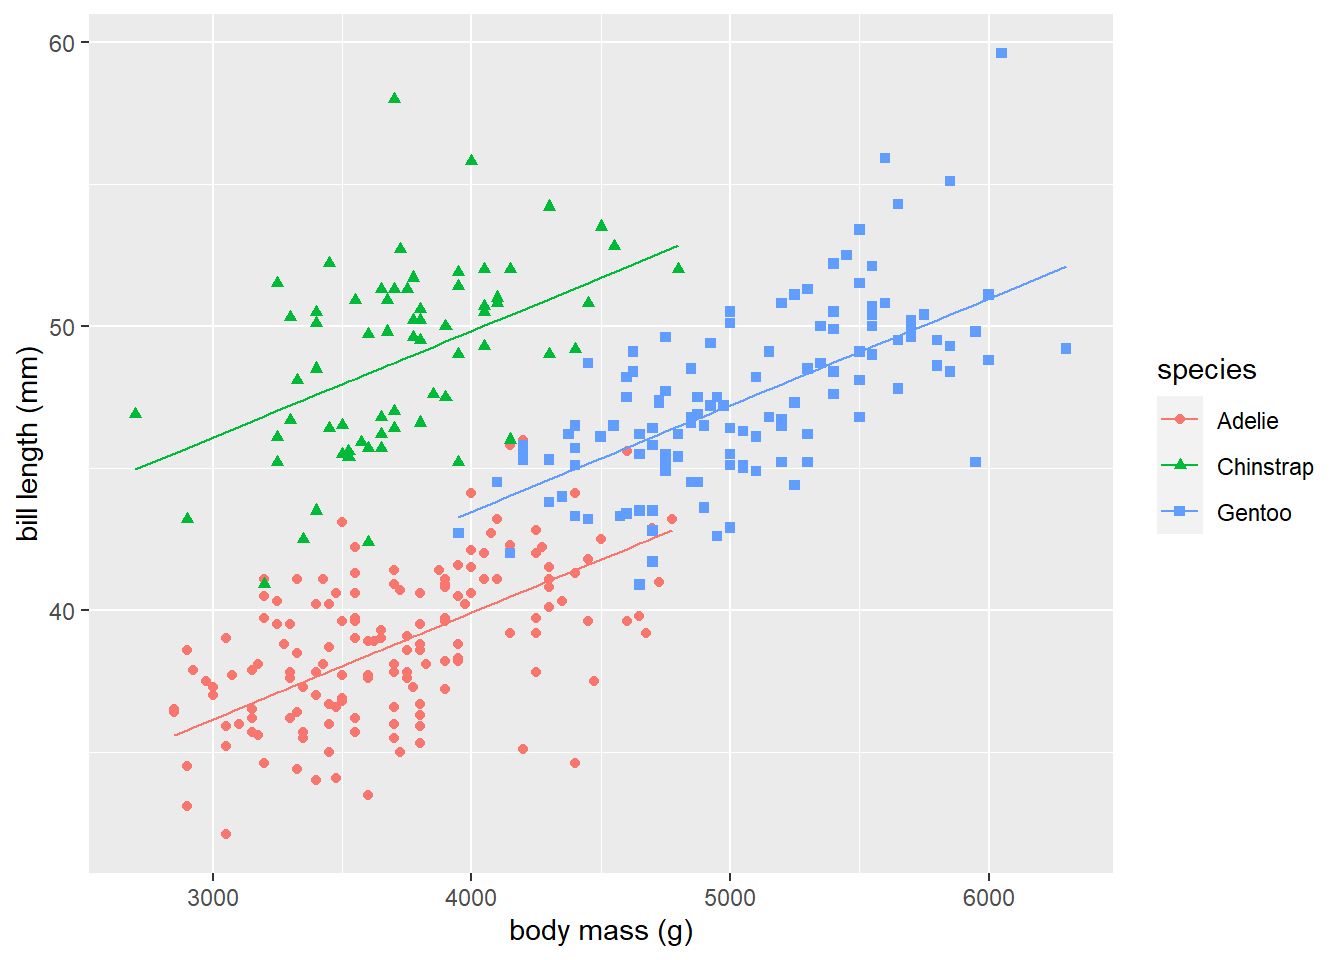 60
50
40
bill length (mm)
3000 4000 5000 6000
body mass (g)
species
Adelie
Chinstrap
Gentoo